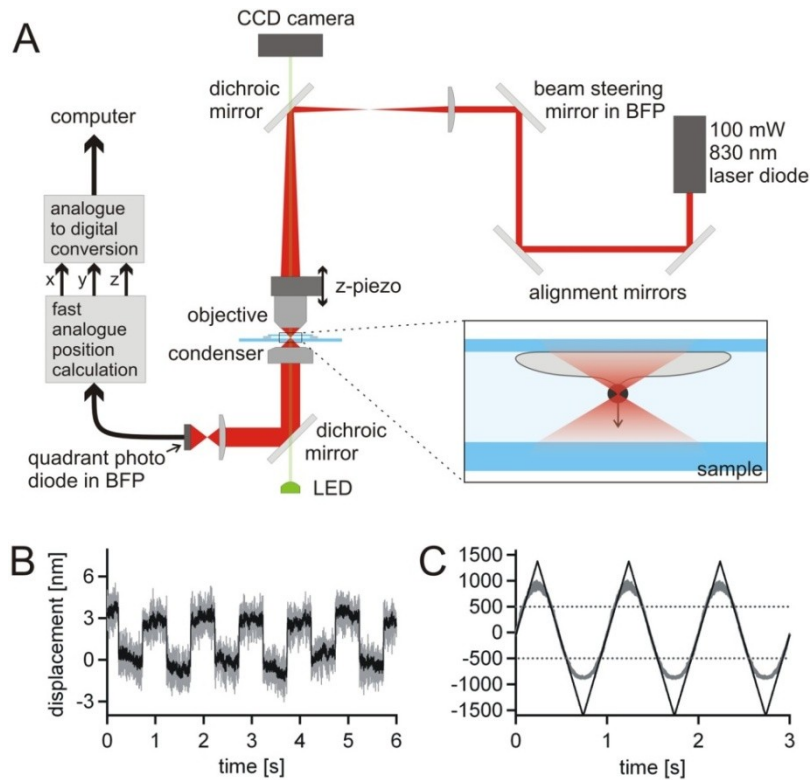 A
CCD camera
dichroic
mirror
beam steering
mirror in BFP
100 mW
830 nm
laser diode
computer
analogue
to digital
conversion
x y z
fast
analogue
position
calculation
z-piezo
objective
condenser
alignment mirrors
quadrant photo
diode in BFP
dichroic
mirror
LED
sample
B
displacement [nm]
6
3
0
-3
0 1 2 3 4 5 6
time [s]
C
1500
1000
500
0
-500
-1000
-1500
0 1 2 3
time [s]